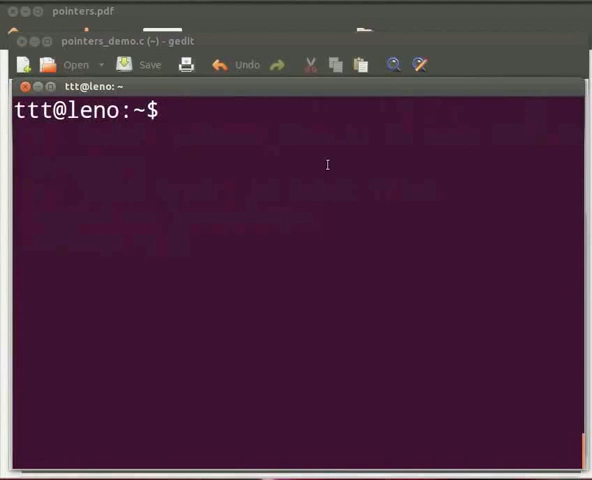 pointers.pdf
pointers_demo.c (~) - gedit
Open Save Undo
ttt@leno: ~
ttt@leno:~$